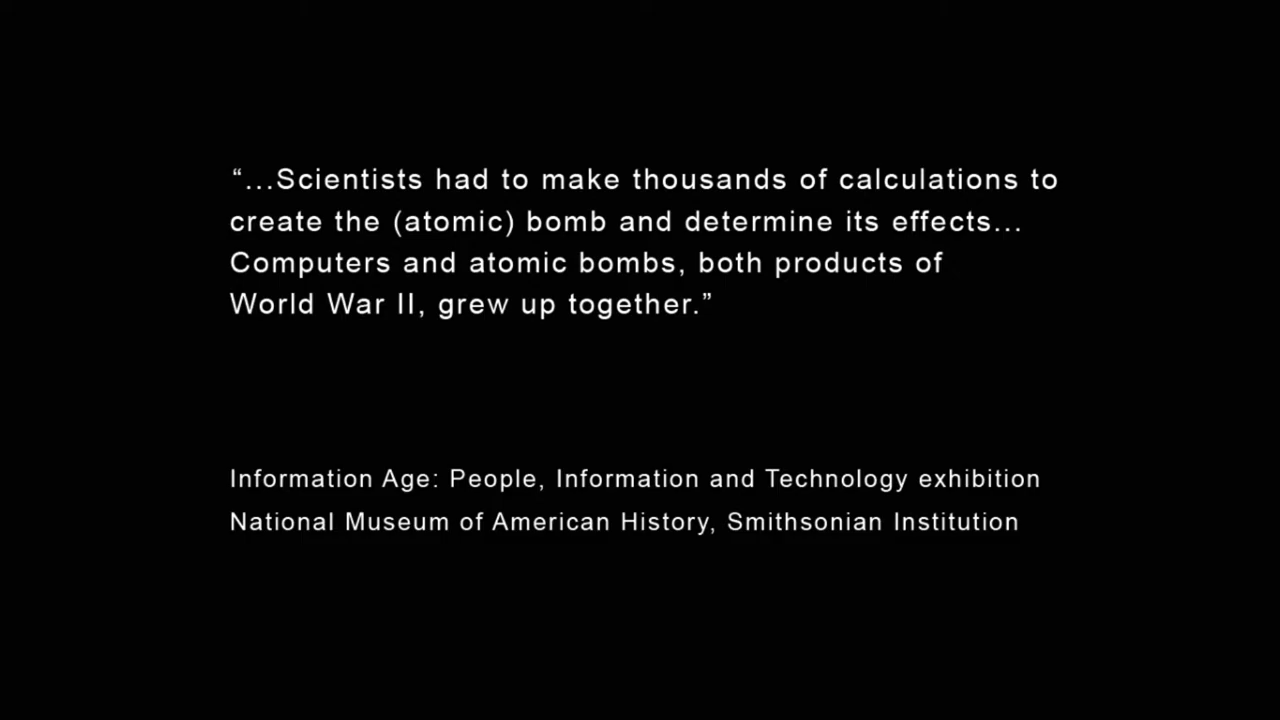 “...Scientists had to make thousands of calculations to
create the (atomic) bomb and determine its effects...
Computers and atomic bombs, both products of
World War II, grew up together.”
Information Age: People, Information and Technology exhibition
National Museum of American History, Smithsonian Institution